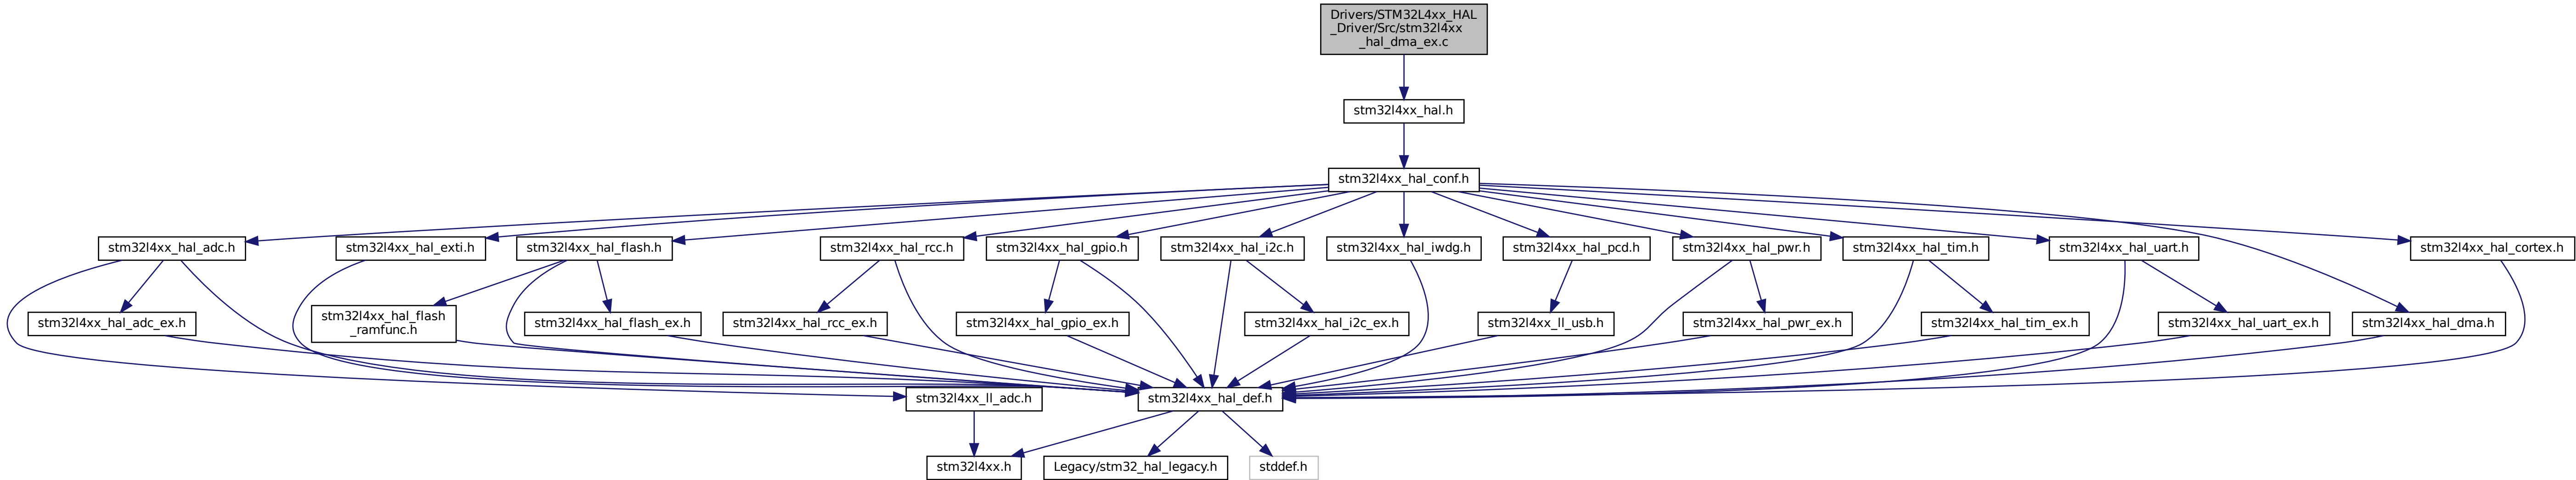 Drivers/STM32L4xx_HAL
_Driver/Src/stm32l4xx
_hal_dma_ex.c
stm32l4xx_hal.h
stm32l4xx_hal_conf.h
stm32l4xx_hal_adc.h
stm32l4xx_hal_exti.h
stm32l4xx_hal_flash.h
stm32l4xx_hal_rcc.h
stm32l4xx_hal_gpio.h
stm32l4xx_hal_i2c.h
stm32l4xx_hal_iwdg.h
stm32l4xx_hal_pcd.h
stm32l4xx_hal_pwr.h
stm32l4xx_hal_tim.h
stm32l4xx_hal_uart.h
stm32l4xx_hal_cortex.h
stm32l4xx_hal_adc_ex.h
stm32l4xx_hal_flash
_ramfunc.h
stm32l4xx_hal_flash_ex.h
stm32l4xx_hal_rcc_ex.h
stm32l4xx_hal_gpio_ex.h
stm32l4xx_hal_i2c_ex.h
stm32l4xx_ll_usb.h
stm32l4xx_hal_pwr_ex.h
stm32l4xx_hal_tim_ex.h
stm32l4xx_hal_uart_ex.h
stm32l4xx_hal_dma.h
stm32l4xx_ll_adc.h
stm32l4xx_hal_def.h
stm32l4xx.h
Legacy/stm32_hal_legacy.h
stddef.h